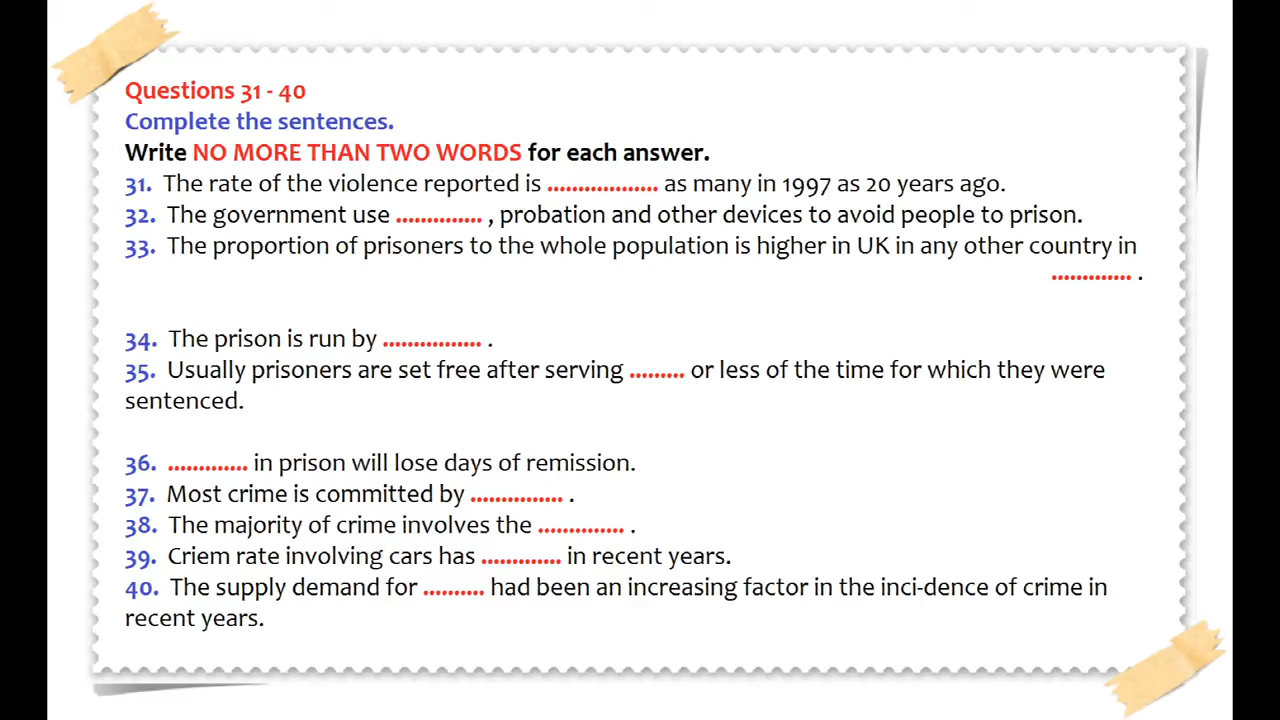 Questions 31 - 40
Complete the sentences.
Write NO MORE THAN TWO WORDS for each answer.
31. The rate of the violence reported is ................... as many in 1997 as 20 years ago.
32. The government use ............... , probation and other devices to avoid people to prison.
33. The proportion of prisoners to the whole population is higher in UK in any other country in
.............. .
34. The prison is run by ................. .
35. Usually prisoners are set free after serving ......... or less of the time for which they were
sentenced.
36. .............. in prison will lose days of remission.
37. Most crime is committed by ................ .
38. The majority of crime involves the ............... .
39. Criem rate involving cars has .............. in recent years.
40. The supply demand for .......... had been an increasing factor in the inci-dence of crime in
recent years.